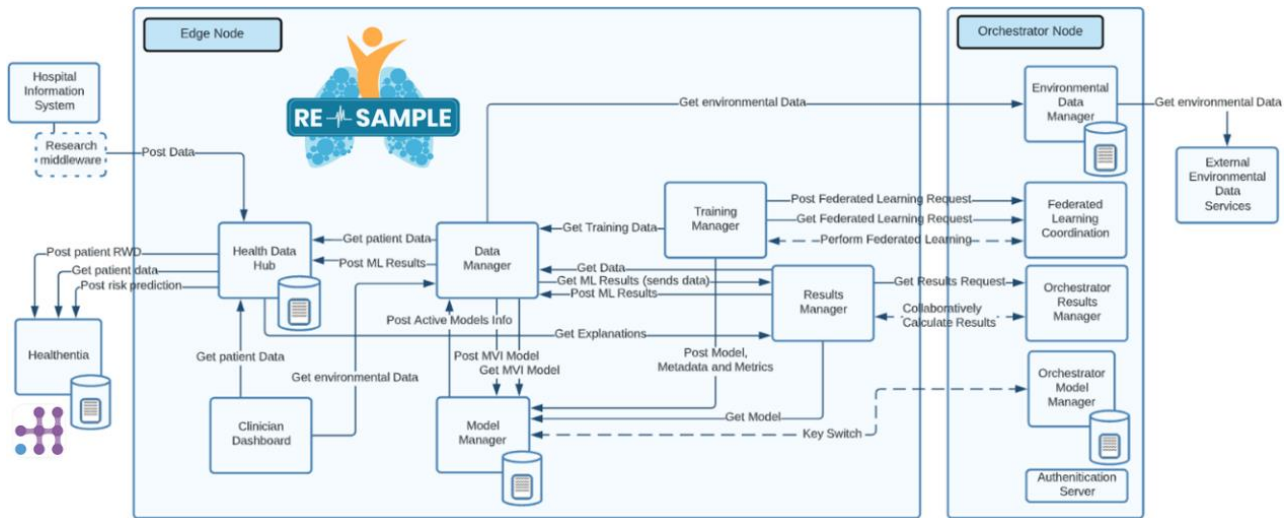 Edge Node
Orchestrator Node
Hospital
Information
System
RE SAMPLE
Environmental
Data
Manager
Get environmental Data
Get environmental Data
Research
middleware
Post Data
External
Environmental
Data
Services
Training
Manager
Post Federated Learning Request
Get Federated Learning Request
Perform Federated Learning
Federated
Learning
Coordination
Post patient RWD
Get patient data
Post risk prediction
Health Data
Hub
Get patient Data
Post ML Results
Data
Manager
Get Training Data
Get Data
Get ML Results (sends data)
Post ML Results
Results
Manager
Get Results Request
Collaboratively
Calculate Results
Orchestrator
Results
Manager
Post Active Models Info
Get Explanations
Healthentia
Get patient Data
Get environmental Data
Post MVI Model
Get MVI Model
Post Model,
Metadata and Metrics
Orchestrator
Model
Manager
Clinician
Dashboard
Model
Manager
Get Model
Key Switch
Authenitication
Server